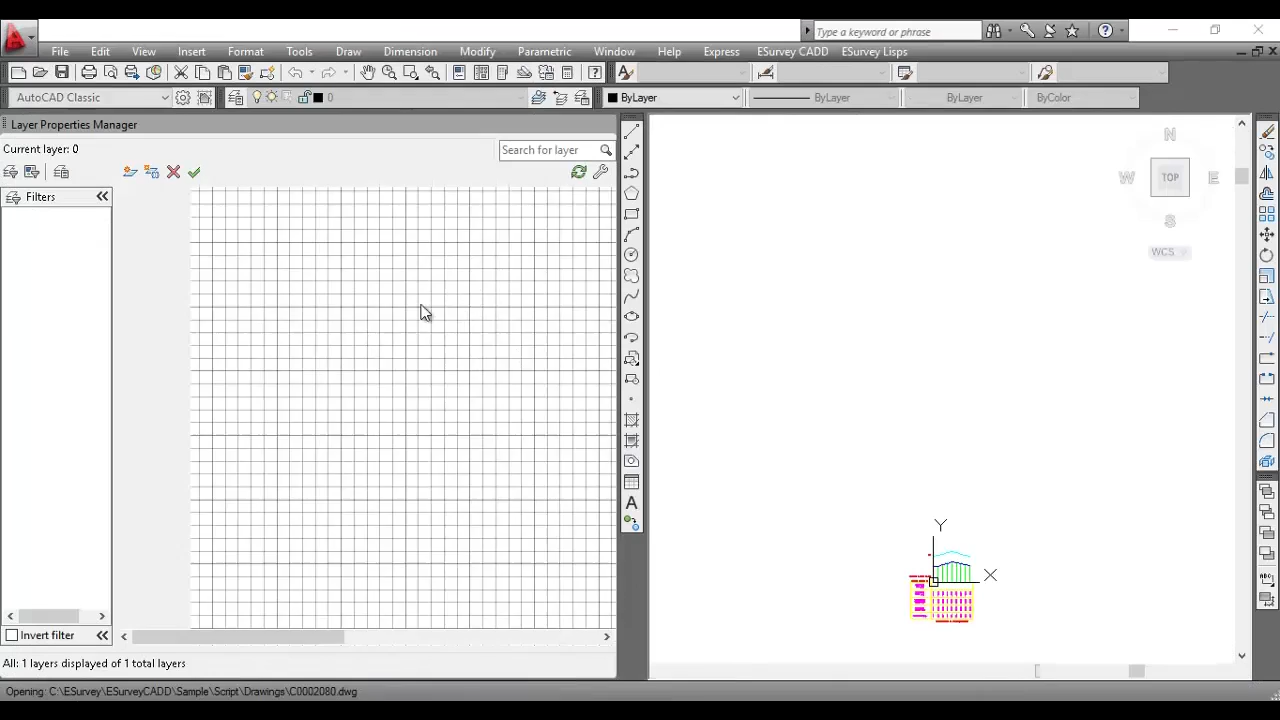 Type a keyword or phrase
File Edit View Insert Format Tools Draw Dimension Modify Parametric Window Help Express ESurvey CADD ESurvey Lisps
AutoCAD Classic 0 ByLayer ByLayer ByLayer ByColor
Layer Properties Manager
Current layer: 0
Search for layer
Filters
Invert filter
All: 1 layers displayed of 1 total layers
Opening: C:\ESurvey\ESurveyCADD\Sample\Script\Drawings\C0002080.dwg
N
W TOP E
S
WCS
Y
X
A
ABC